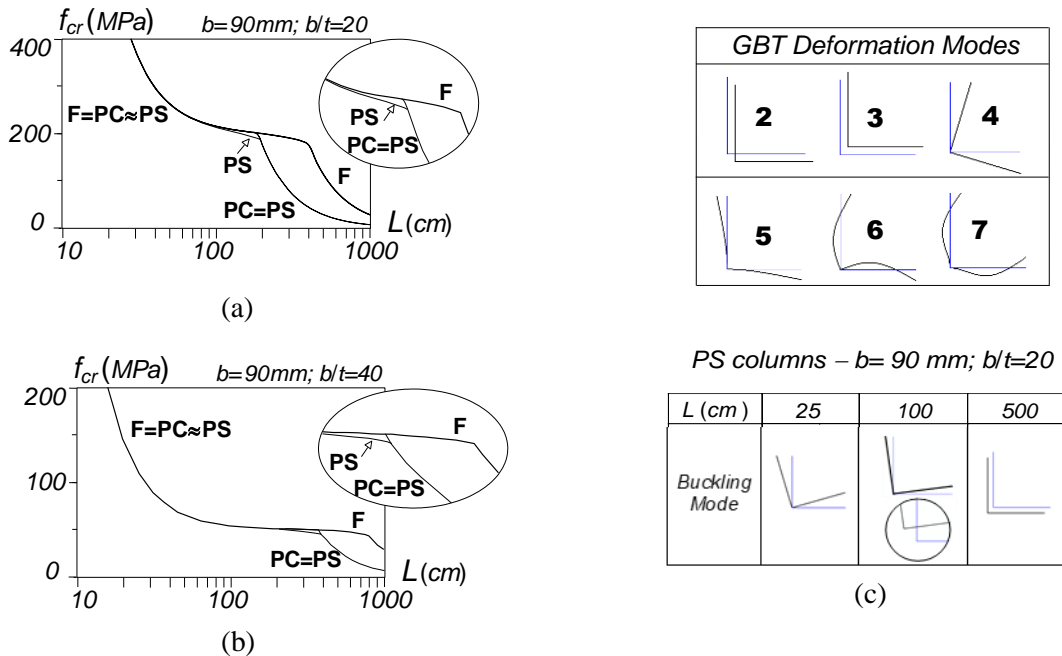 f_cr (MPa)
b=90mm; b/t=20
400
200
0
F=PC≈PS
PS
PC=PS
F
PS
PC=PS
F
10
100
L(cm)
1000
(a)
f_cr (MPa)
b=90mm; b/t=40
200
100
0
F=PC≈PS
F
PC=PS
F
PS
PC=PS
10
100
L(cm)
1000
(b)
GBT Deformation Modes
2 3 4
5 6 7
PS columns – b= 90 mm; b/t=20
L (cm) 25 100 500
Buckling
Mode
(c)